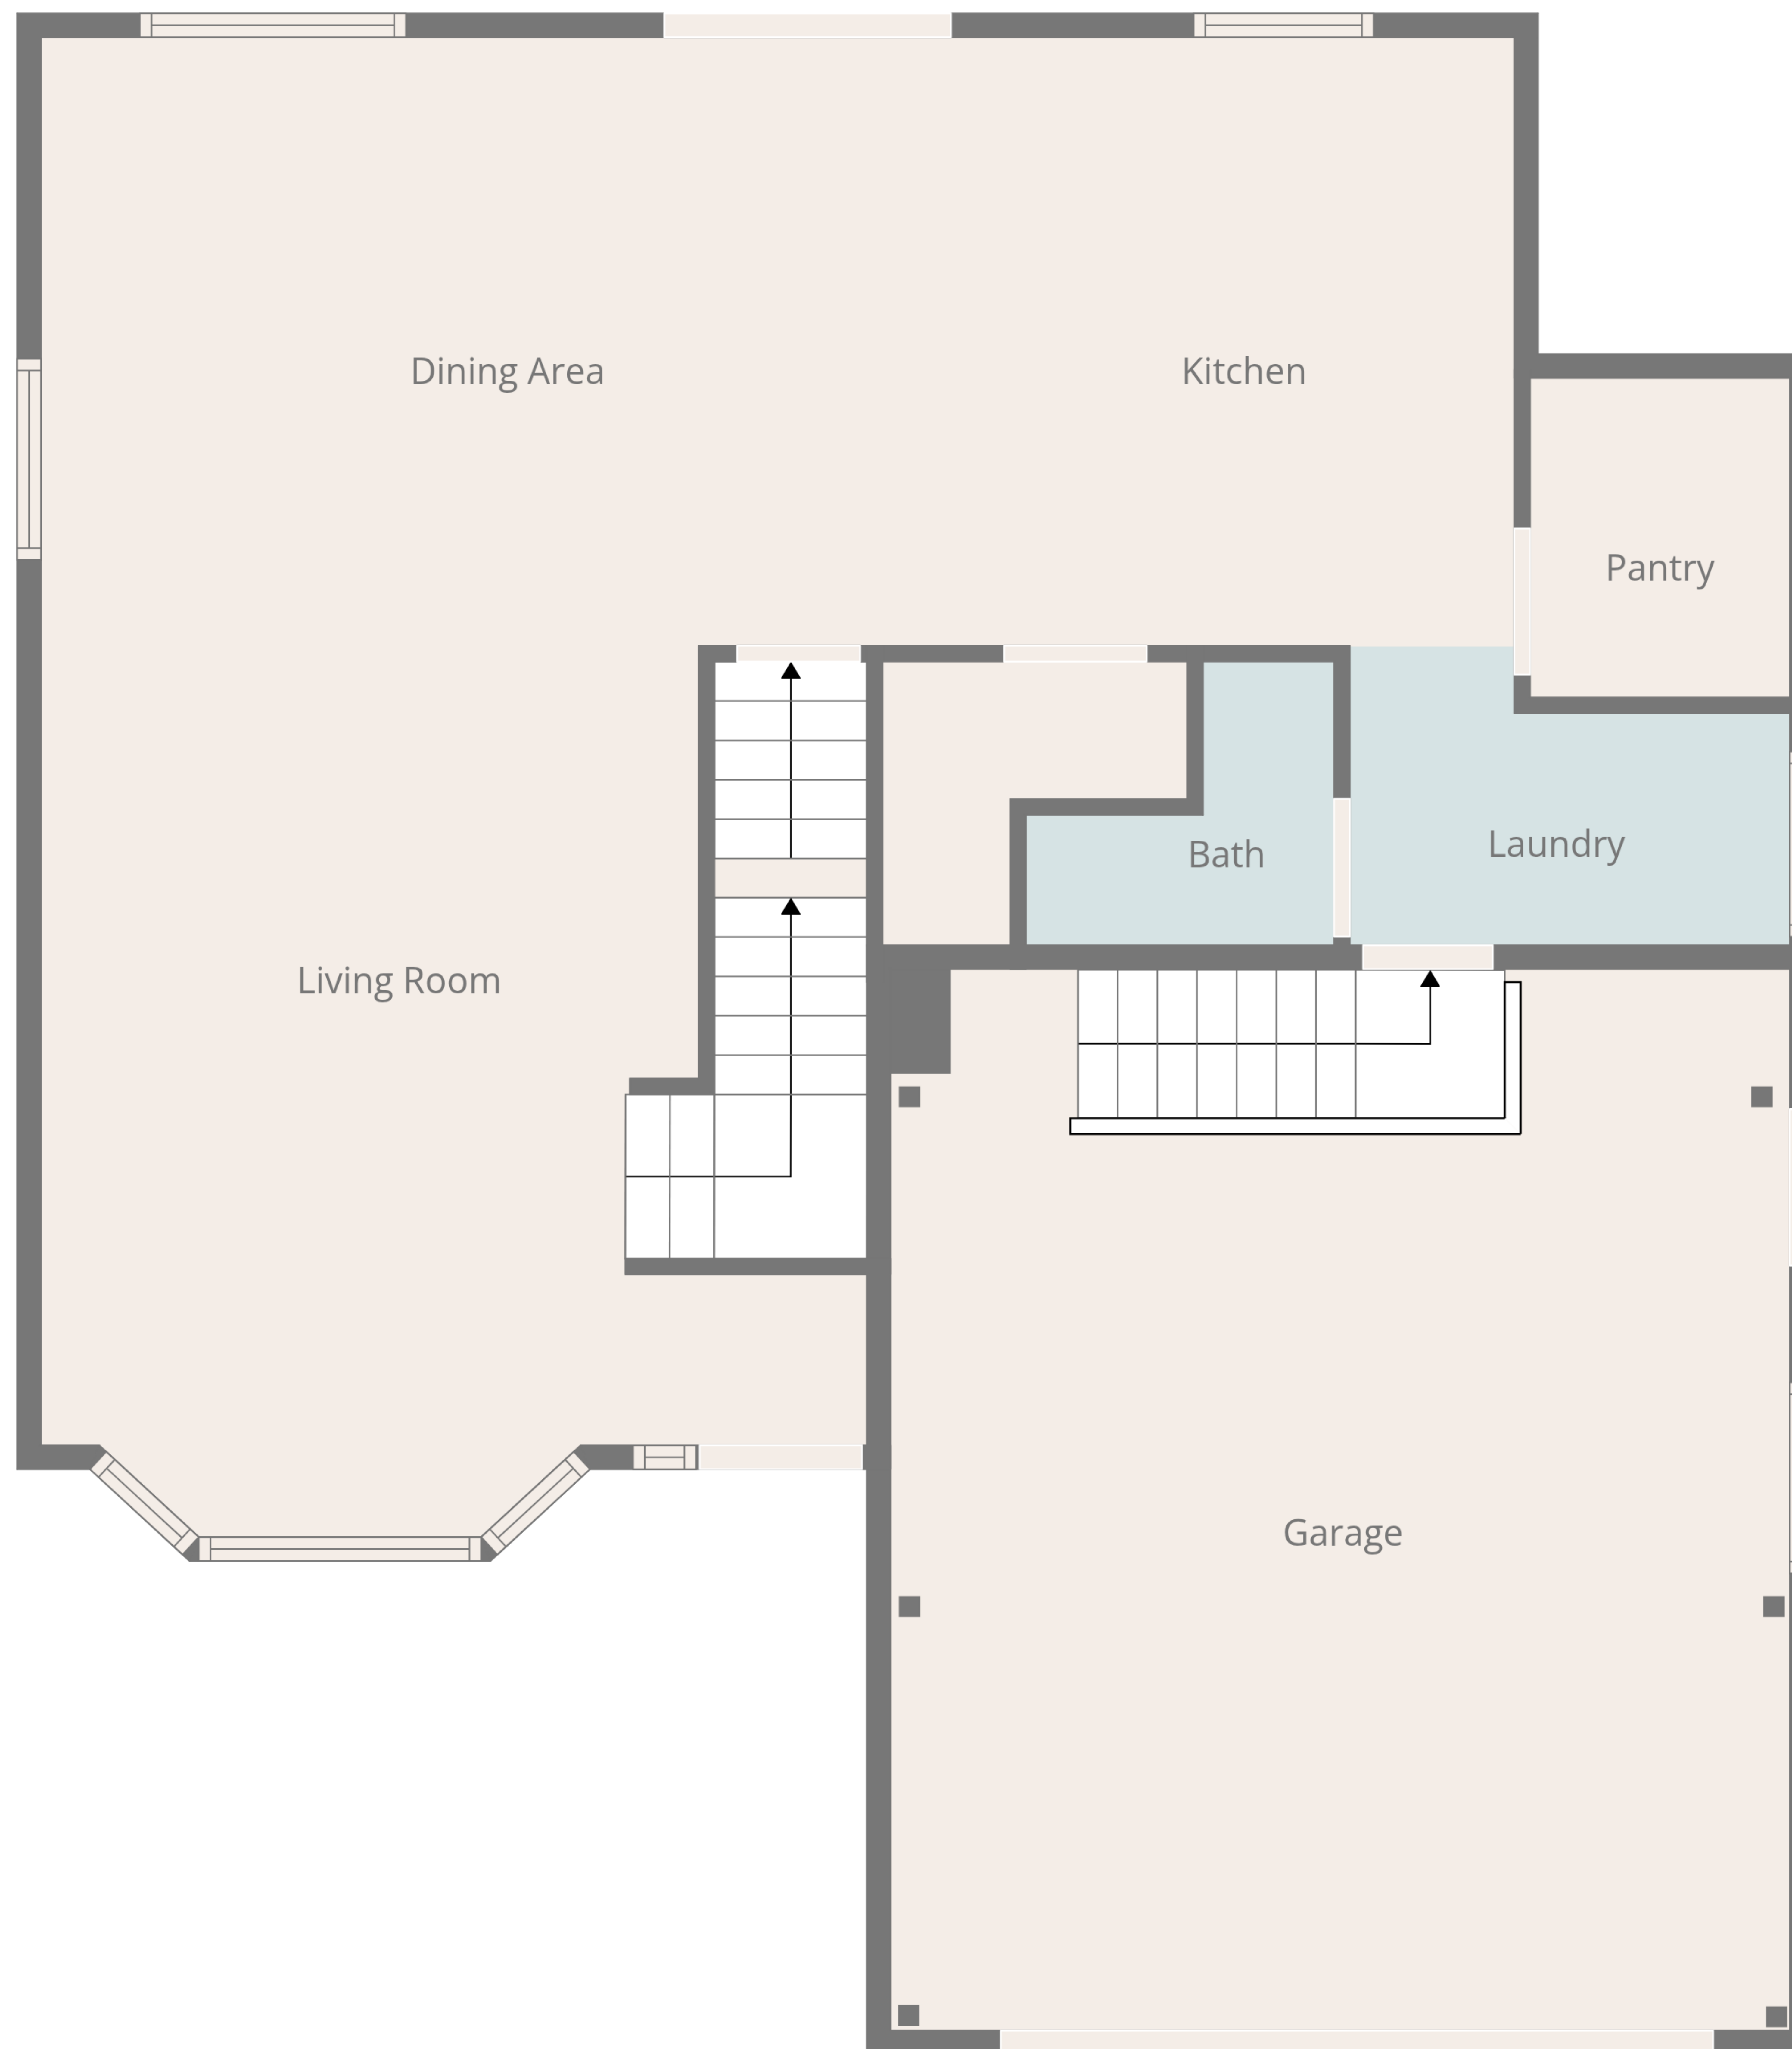 Dining Area
Kitchen
Pantry
Bath
Laundry
Living Room
Garage